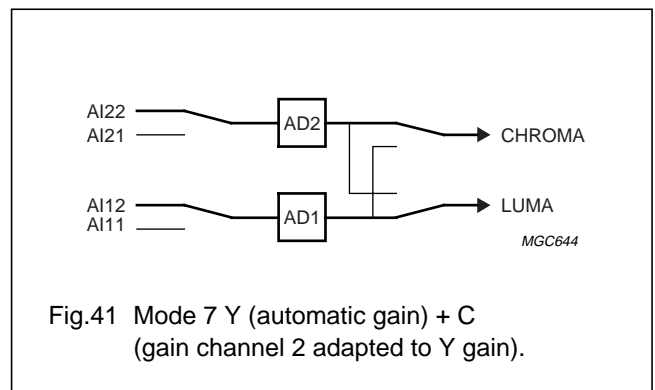 AI22
AI21
AD2
CHROMA
AI12
AI11
AD1
LUMA
MGC644
Fig.41 Mode 7 Y (automatic gain) + C
(gain channel 2 adapted to Y gain).